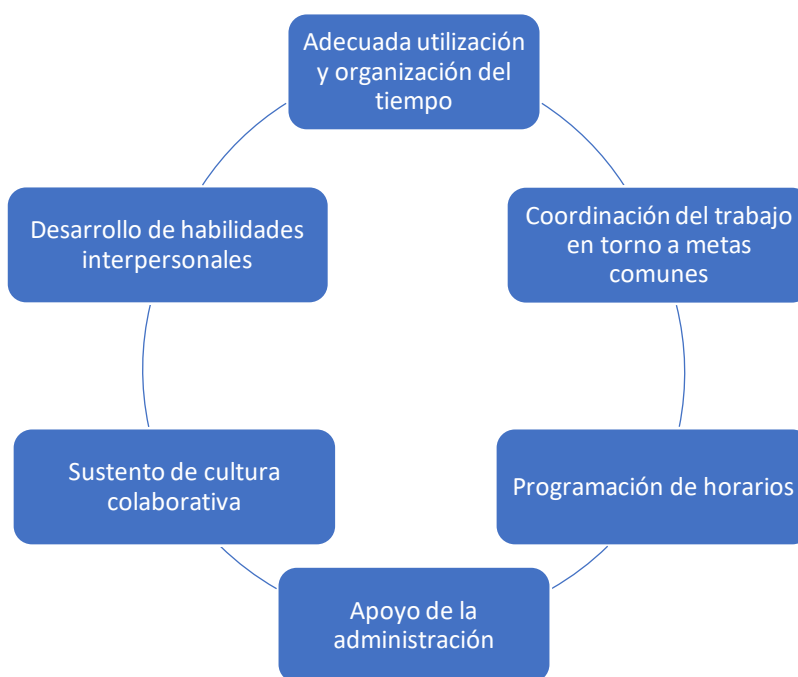 Adecuada utilización
y organización del
tiempo
Coordinación del trabajo
en torno a metas
comunes
Programación de horarios
Apoyo de la
administración
Sustento de cultura
colaborativa
Desarrollo de habilidades
interpersonales